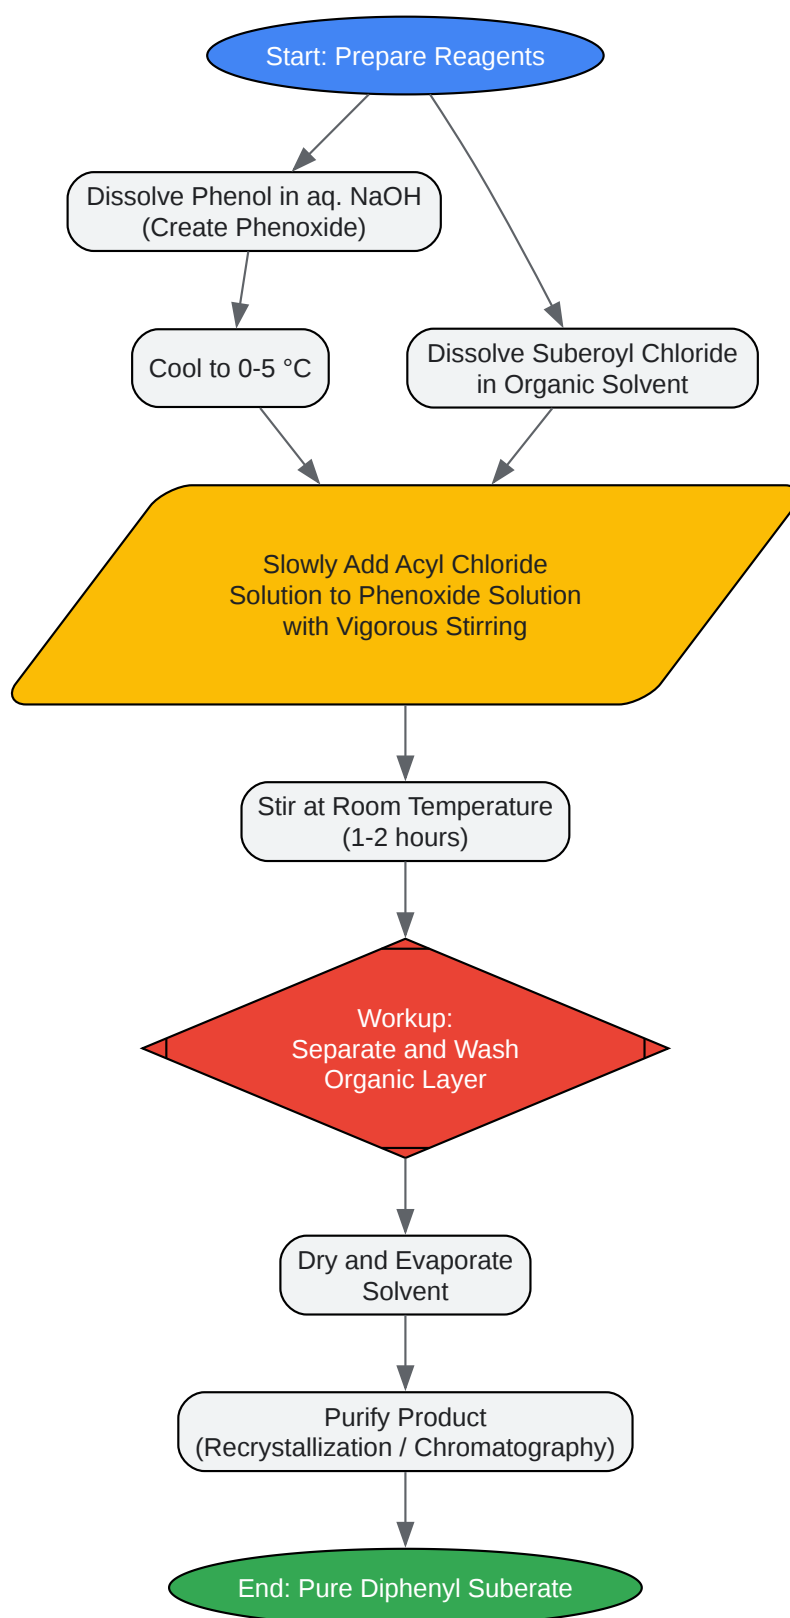 Start: Prepare Reagents
Dissolve Phenol in aq. NaOH
(Create Phenoxide)
Cool to 0-5 °C
Dissolve Suberoyl Chloride
in Organic Solvent
Slowly Add Acyl Chloride
Solution to Phenoxide Solution
with Vigorous Stirring
Stir at Room Temperature
(1-2 hours)
Workup:
Separate and Wash
Organic Layer
Dry and Evaporate
Solvent
Purify Product
(Recrystallization / Chromatography)
End: Pure Diphenyl Suberate